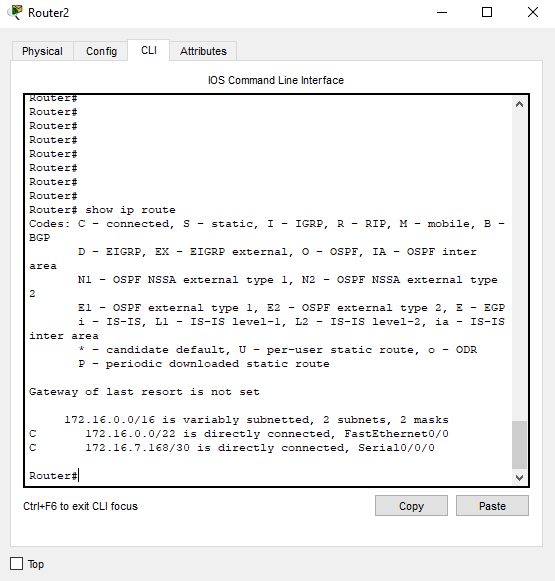 Router2
Physical Config CLI Attributes
IOS Command Line Interface
Router#
Router#
Router#
Router#
Router#
Router#
Router#
Router#
Router# show ip route
Codes: C - connected, S - static, I - IGRP, R - RIP, M - mobile, B -
BGP
D - EIGRP, EX - EIGRP external, O - OSPF, IA - OSPF inter
area
N1 - OSPF NSSA external type 1, N2 - OSPF NSSA external type
2
E1 - OSPF external type 1, E2 - OSPF external type 2, E - EGP
i - IS-IS, L1 - IS-IS level-1, L2 - IS-IS level-2, ia - IS-IS
inter area
* - candidate default, U - per-user static route, o - ODR
P - periodic downloaded static route
Gateway of last resort is not set
172.16.0.0/16 is variably subnetted, 2 subnets, 2 masks
C 172.16.0.0/22 is directly connected, FastEthernet0/0
C 172.16.7.168/30 is directly connected, Serial0/0/0
Router#
Ctrl+F6 to exit CLI focus
Copy Paste
Top